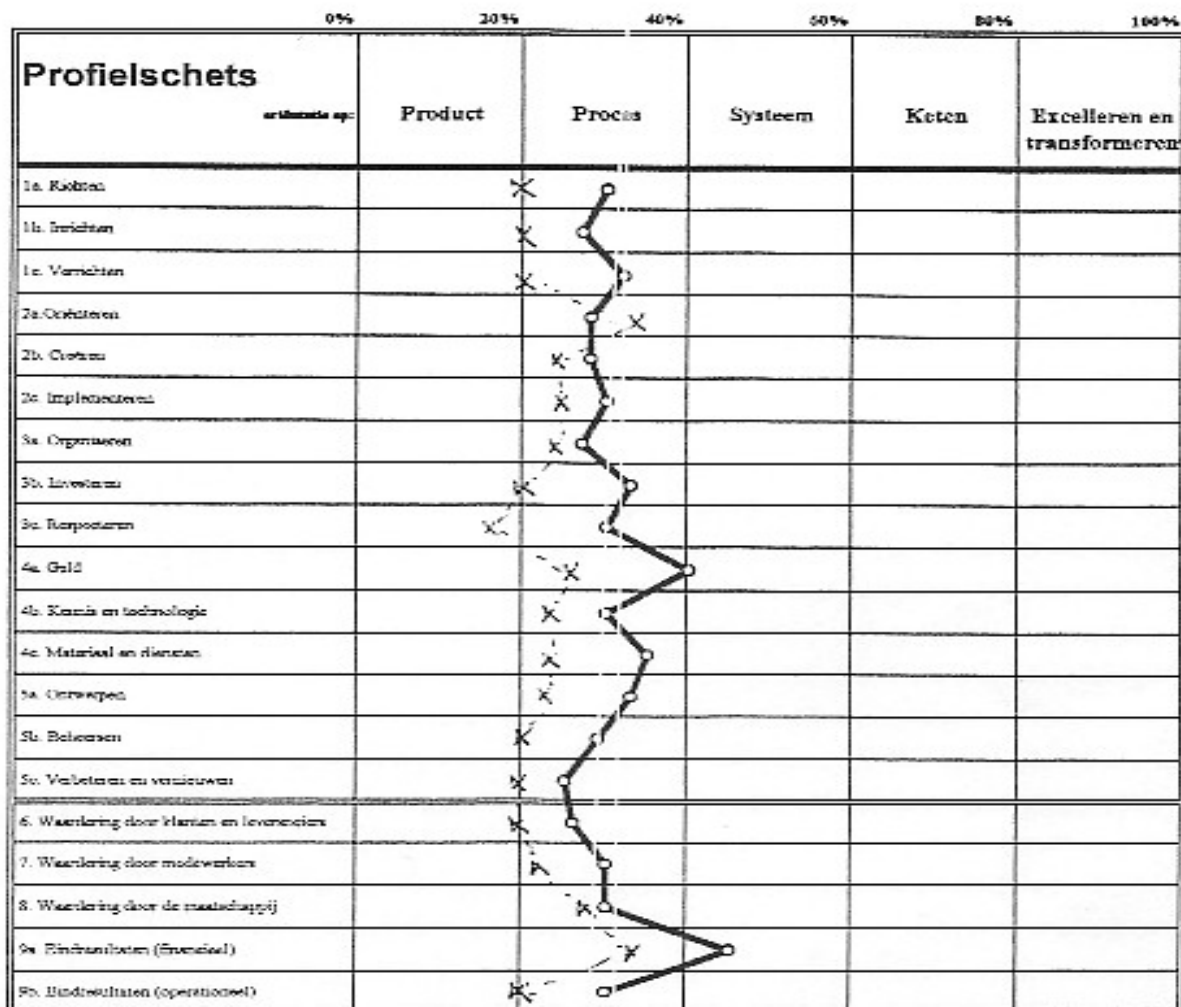 0% 20% 40% 60% 80% 100%
Profielschets
Product Proces Systeem Keten Excelleren en
transformeren
1a. Richten
1b. Inrichten
1c. Verrichten
2a. Oriënteren
2b. Creëren
2c. Implementeren
3a. Organiseren
3b. Investeren
3c. Respecteren
4a. Geld
4b. Kennis en technologie
4c. Materiaal en diensten
5a. Ontwerpen
5b. Beheersen
5c. Verbeteren en vernieuwen
6. Waardering door klanten en leveranciers
7. Waardering door medewerkers
8. Waardering door de maatschappij
9a. Eindresultaten (financieel)
9b. Eindresultaten (operationeel)